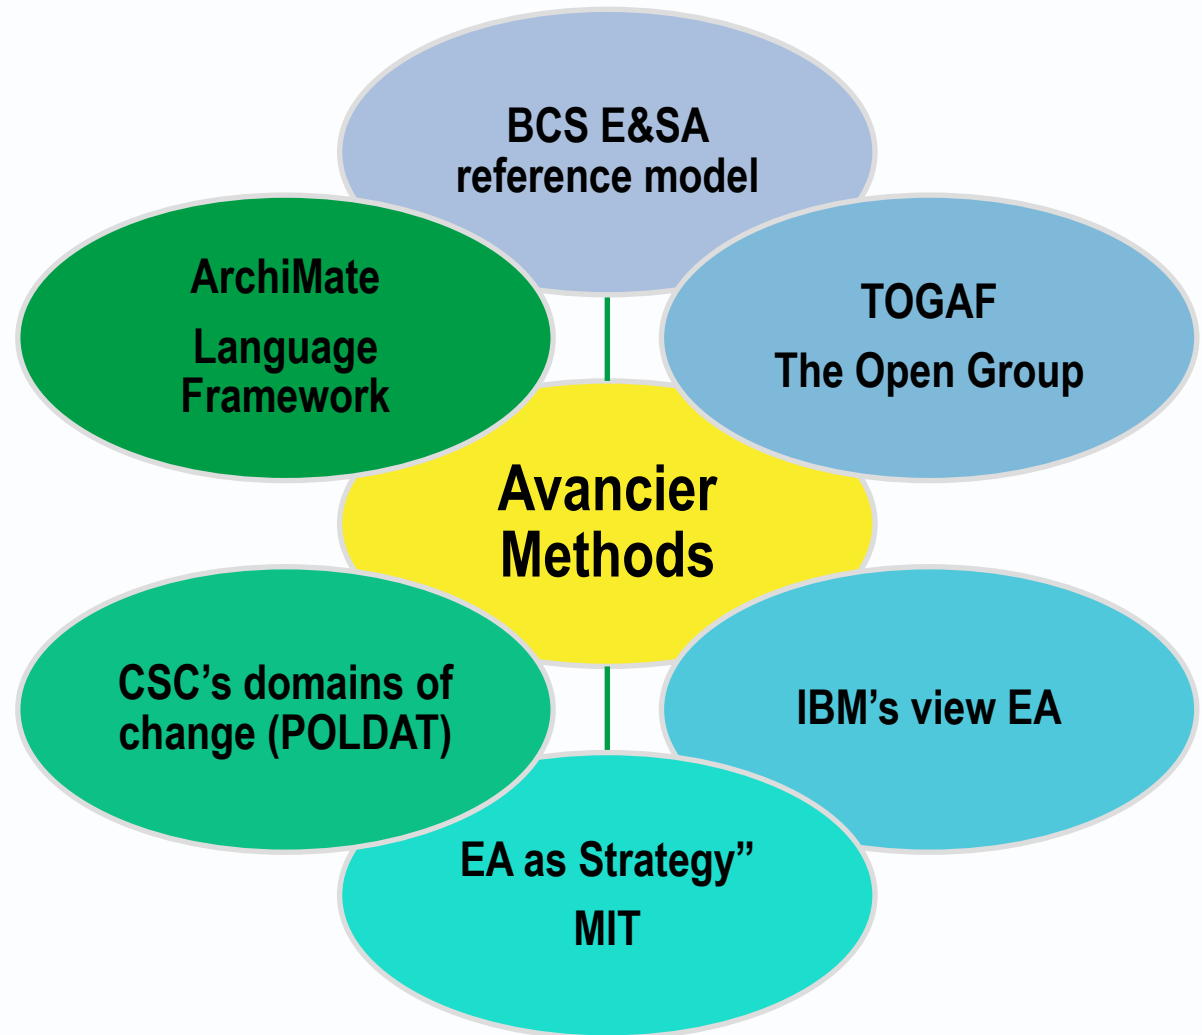 BCS E&SA
reference model
ArchiMate
Language
Framework
TOGAF
The Open Group
Avancier
Methods
CSC’s domains of
change (POLDAT)
IBM’s view EA
EA as Strategy”
MIT